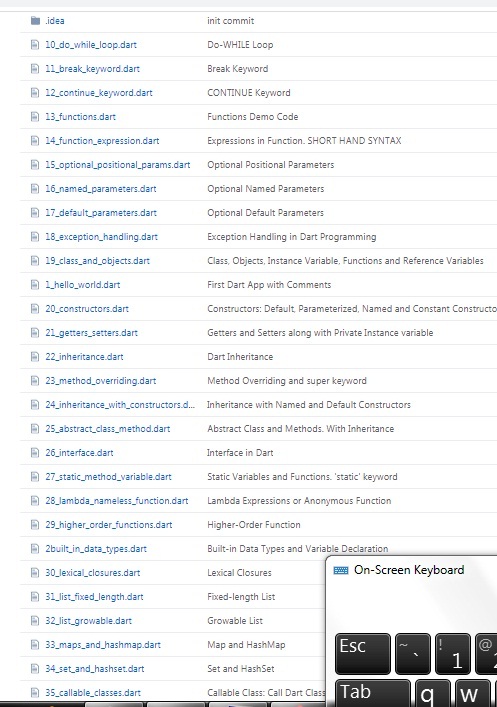 .idea init commit
10_do_while_loop.dart Do-WHILE Loop
11_break_keyword.dart Break Keyword
12_continue_keyword.dart CONTINUE Keyword
13_functions.dart Functions Demo Code
14_function_expression.dart Expressions in Function. SHORT HAND SYNTAX
15_optional_positional_params.dart Optional Positional Parameters
16_named_parameters.dart Optional Named Parameters
17_default_parameters.dart Optional Default Parameters
18_exception_handling.dart Exception Handling in Dart Programming
19_class_and_objects.dart Class, Objects, Instance Variable, Functions and Reference Variables
1_hello_world.dart First Dart App with Comments
20_constructors.dart Constructors: Default, Parameterized, Named and Constant Constructo
21_getters_setters.dart Getters and Setters along with Private Instance variable
22_inheritance.dart Dart Inheritance
23_method_overriding.dart Method Overriding and super keyword
24_inheritance_with_constructors.d... Inheritance with Named and Default Constructors
25_abstract_class_method.dart Abstract Class and Methods. With Inheritance
26_interface.dart Interface in Dart
27_static_method_variable.dart Static Variables and Functions. 'static' keyword
28_lambda_nameless_function.dart Lambda Expressions or Anonymous Function
29_higher_order_functions.dart Higher-Order Function
2built_in_data_types.dart Built-in Data Types and Variable Declaration
30_lexical_closures.dart Lexical Closures
31_list_fixed_length.dart Fixed-length List
32_list_growable.dart Growable List
33_maps_and_hashmap.dart Map and HashMap
34_set_and_hashset.dart Set and HashSet
35_callable_classes.dart Callable Class: Call Dart Class
On-Screen Keyboard
Esc ~ ` ! 1 @ 2
Tab q w